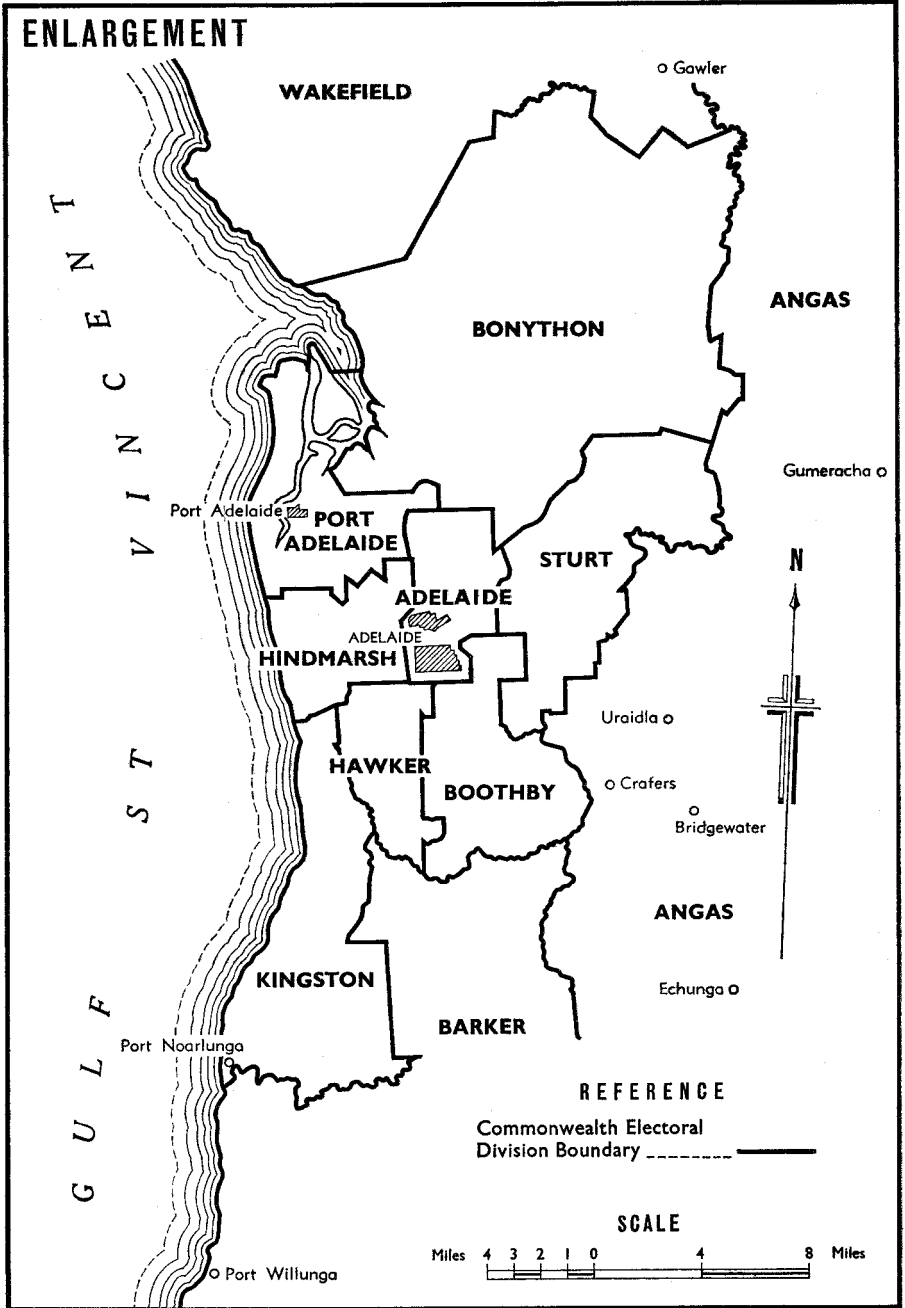 ENLARGEMENT
Gawler
WAKEFIELD
ANGAS
BONYTHON
Gumeracha
Port Adelaide
PORT
ADELAIDE
STURT
N
ADELAIDE
ADELAIDE
HINDMARSH
Uraidla
HAWKER
BOOTHBY
Crafers
Bridgewater
ANGAS
KINGSTON
Echunga
BARKER
Port Noarlunga
GULF ST VINCENT
REFERENCE
Commonwealth Electoral
Division Boundary
SCALE
Miles 4 3 2 1 0 4 8 Miles
Port Willunga